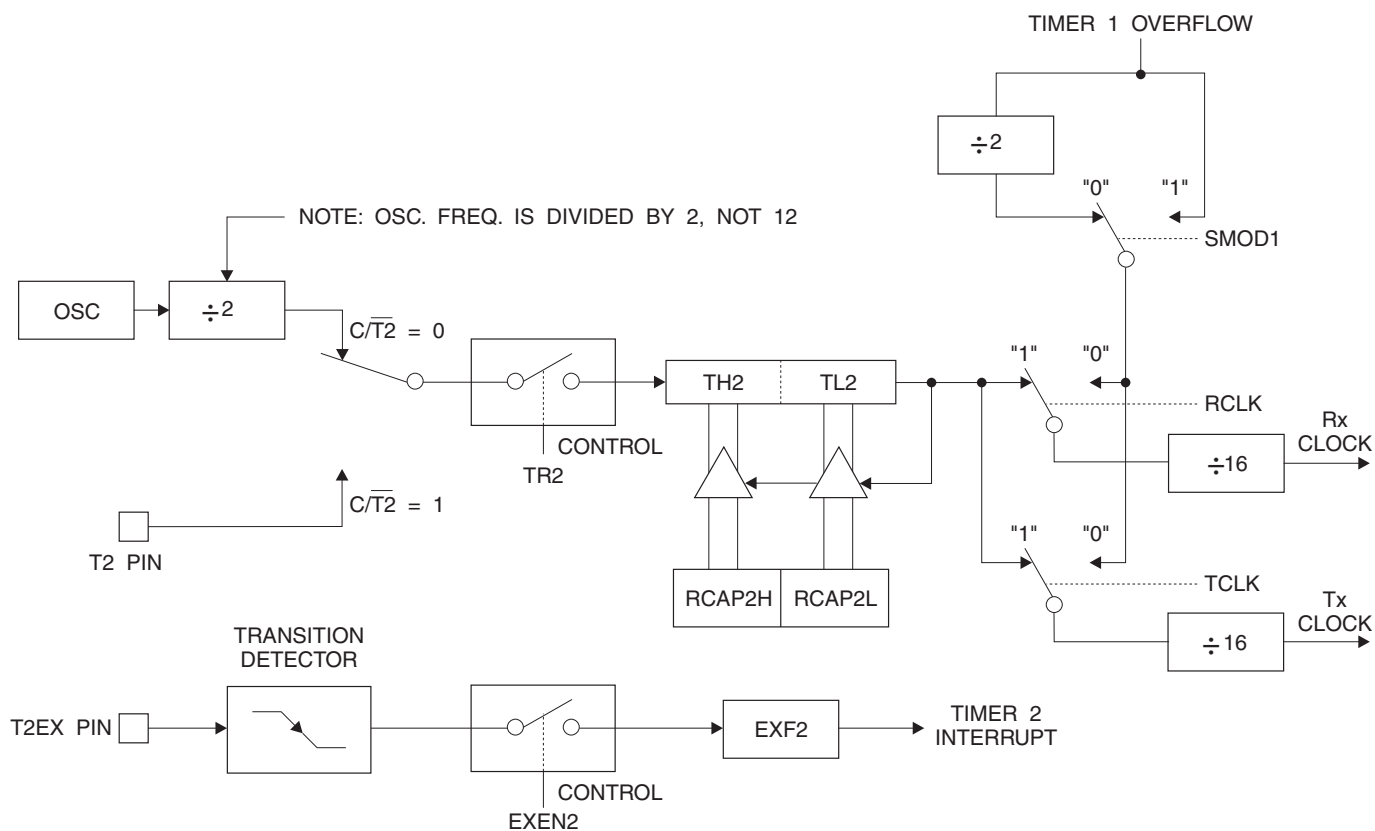 TIMER 1 OVERFLOW
÷2
"0" "1"
NOTE: OSC. FREQ. IS DIVIDED BY 2, NOT 12
SMOD1
OSC
÷2
C/T̅2̅ = 0
"1" "0"
TH2 TL2
RCLK
CONTROL
TR2
Rx
CLOCK
÷16
C/T̅2̅ = 1
T2 PIN
"1" "0"
RCAP2H RCAP2L
TCLK
Tx
CLOCK
÷16
TRANSITION
DETECTOR
T2EX PIN
EXF2
TIMER 2
INTERRUPT
CONTROL
EXEN2